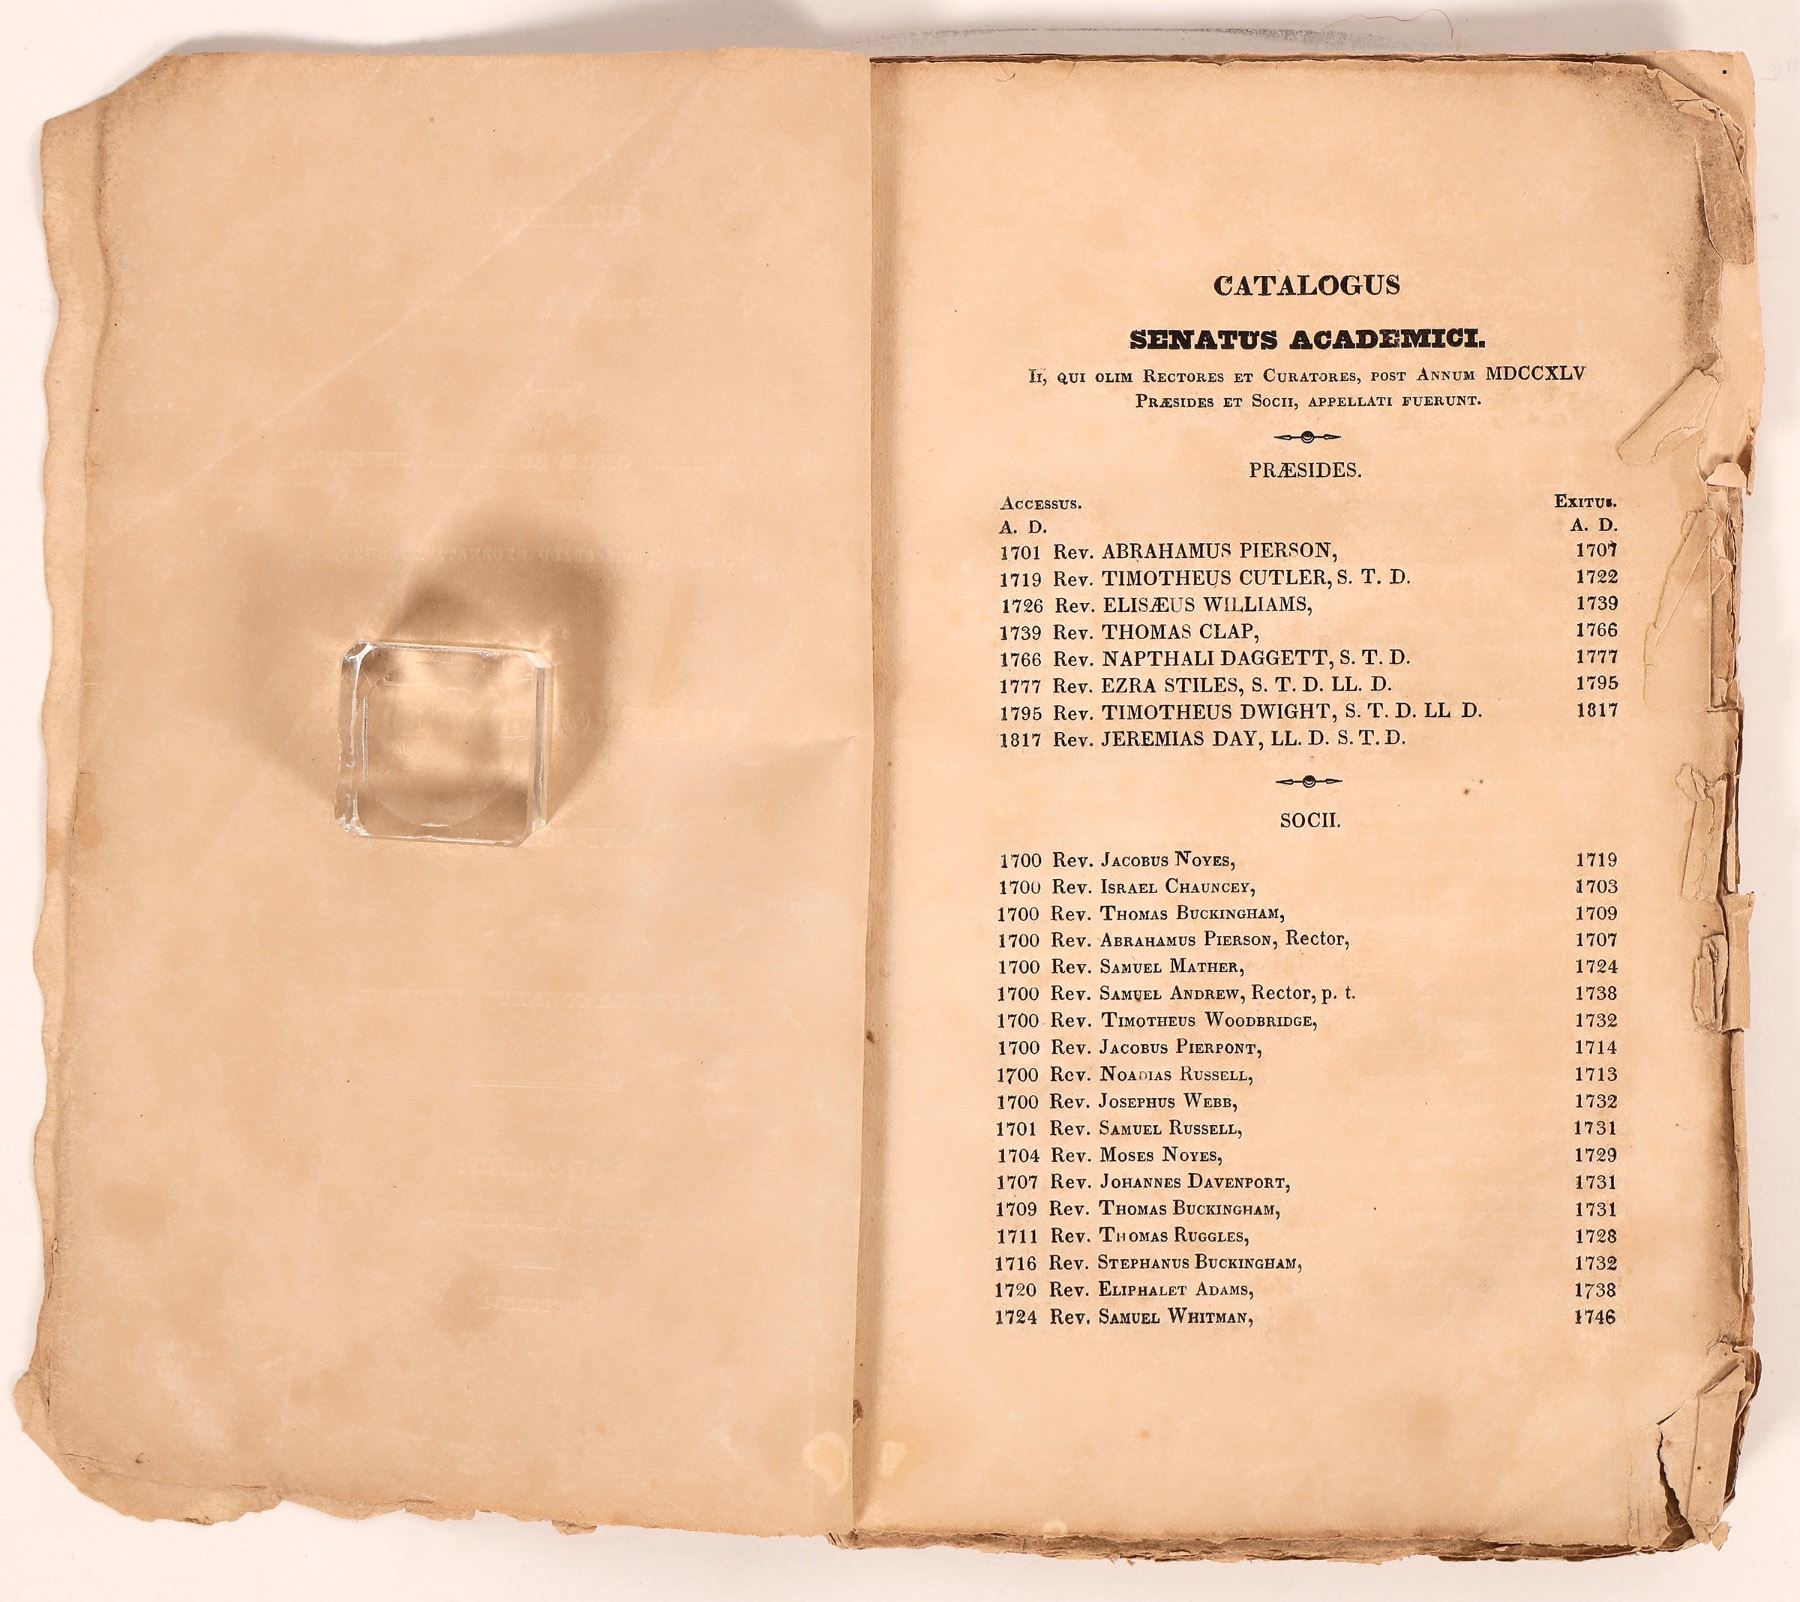 CATALOGUS
SENATUS ACADEMICI.
II, QUI OLIM RECTORES ET CURATORES, POST ANNUM MDCCXLV
PRÆSIDES ET SOCII, APPELLATI FUERUNT.
PRÆSIDES.
ACCESSUS. EXITUS.
A. D. A. D.
1701 Rev. ABRAHAMUS PIERSON, 1707
1719 Rev. TIMOTHEUS CUTLER, S. T. D. 1722
1726 Rev. ELISÆUS WILLIAMS, 1739
1739 Rev. THOMAS CLAP, 1766
1766 Rev. NAPTHALI DAGGETT, S. T. D. 1777
1777 Rev. EZRA STILES, S. T. D. LL. D. 1795
1795 Rev. TIMOTHEUS DWIGHT, S. T. D. LL D. 1817
1817 Rev. JEREMIAS DAY, LL. D. S. T. D.
SOCII.
1700 Rev. JACOBUS NOYES, 1719
1700 Rev. ISRAEL CHAUNCEY, 1703
1700 Rev. THOMAS BUCKINGHAM, 1709
1700 Rev. ABRAHAMUS PIERSON, Rector, 1707
1700 Rev. SAMUEL MATHER, 1724
1700 Rev. SAMUEL ANDREW, Rector, p. t. 1738
1700 Rev. TIMOTHEUS WOODBRIDGE, 1732
1700 Rev. JACOBUS PIERPONT, 1714
1700 Rev. NOADIAS RUSSELL, 1713
1700 Rev. JOSEPHUS WEBB, 1732
1701 Rev. SAMUEL RUSSELL, 1731
1704 Rev. MOSES NOYES, 1729
1707 Rev. JOHANNES DAVENPORT, 1731
1709 Rev. THOMAS BUCKINGHAM, 1731
1711 Rev. THOMAS RUGGLES, 1728
1716 Rev. STEPHANUS BUCKINGHAM, 1732
1720 Rev. ELIPHALET ADAMS, 1738
1724 Rev. SAMUEL WHITMAN, 1746